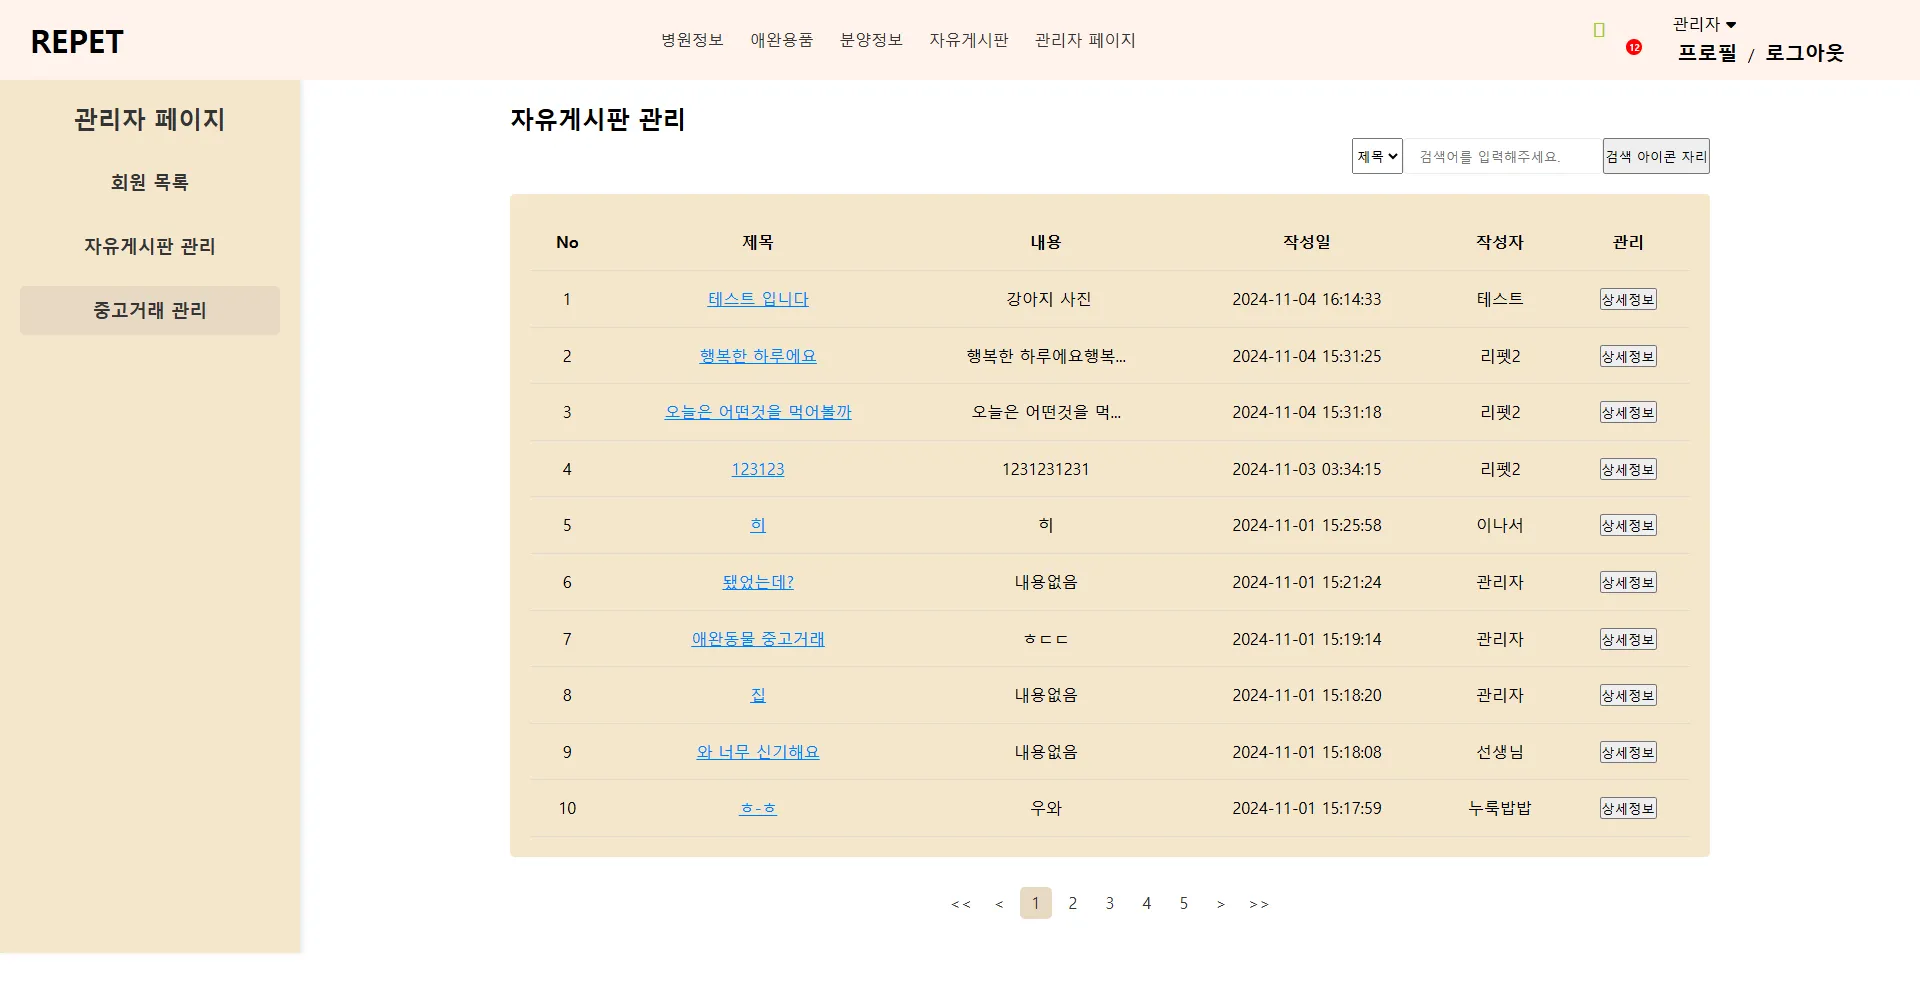 REPET
병원정보 애완용품 분양정보 자유게시판 관리자 페이지
12
관리자
프로필 / 로그아웃
관리자 페이지
회원 목록
자유게시판 관리
중고거래 관리
자유게시판 관리
제목 검색어를 입력해주세요. 검색 아이콘 자리
No 제목 내용 작성일 작성자 관리
1 테스트 입니다 강아지 사진 2024-11-04 16:14:33 테스트 상세정보
2 행복한 하루에요 행복한 하루에요행복... 2024-11-04 15:31:25 리펫2 상세정보
3 오늘은 어떤것을 먹어볼까 오늘은 어떤것을 먹... 2024-11-04 15:31:18 리펫2 상세정보
4 123123 1231231231 2024-11-03 03:34:15 리펫2 상세정보
5 히 히 2024-11-01 15:25:58 이나서 상세정보
6 됐었는데? 내용없음 2024-11-01 15:21:24 관리자 상세정보
7 애완동물 중고거래 ㅎㄷㄷ 2024-11-01 15:19:14 관리자 상세정보
8 집 내용없음 2024-11-01 15:18:20 관리자 상세정보
9 와 너무 신기해요 내용없음 2024-11-01 15:18:08 선생님 상세정보
10 ㅎ-ㅎ 우와 2024-11-01 15:17:59 누룩밥밥 상세정보
<< < 1 2 3 4 5 > >>